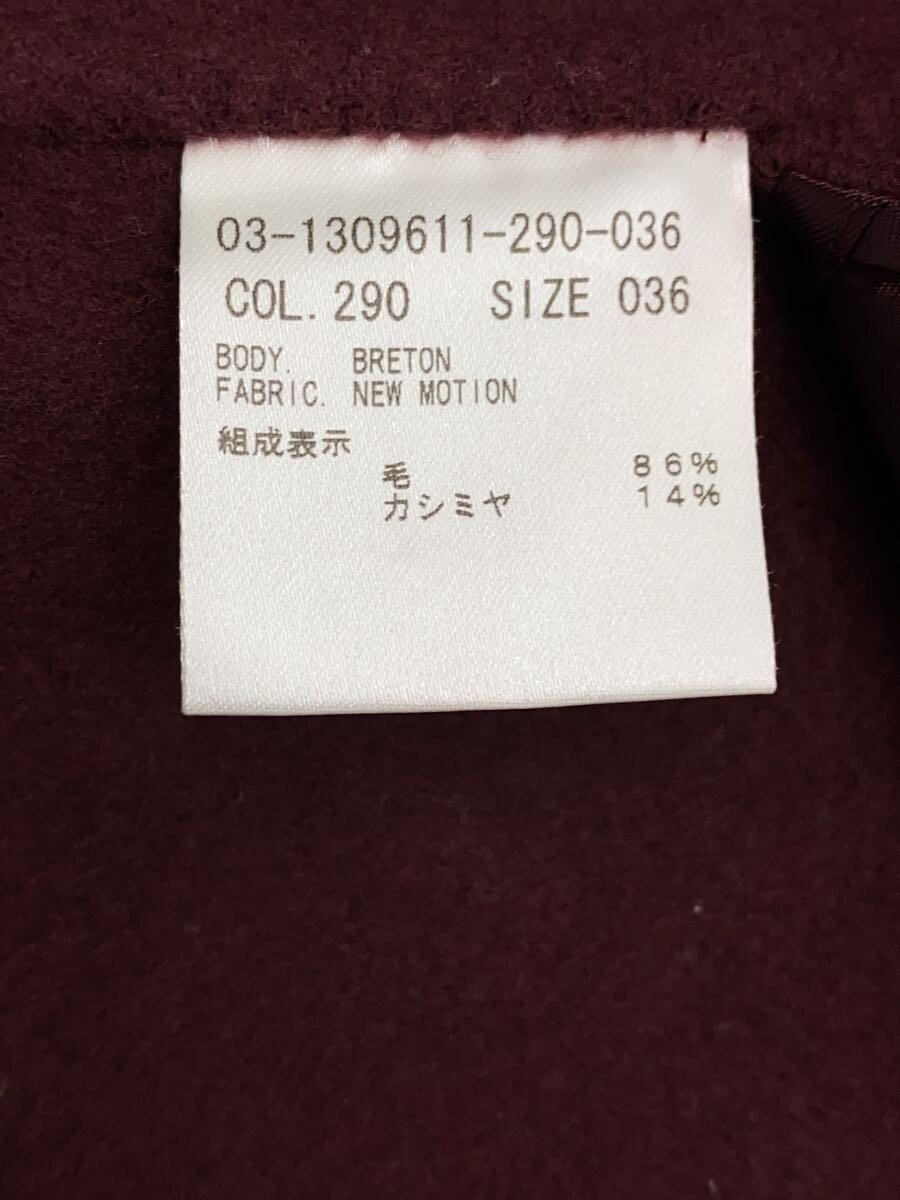 03-1309611-290-036
COL. 290 SIZE 036
BODY. BRETON
FABRIC. NEW MOTION
組成表示
毛 86%
カシミヤ 14%